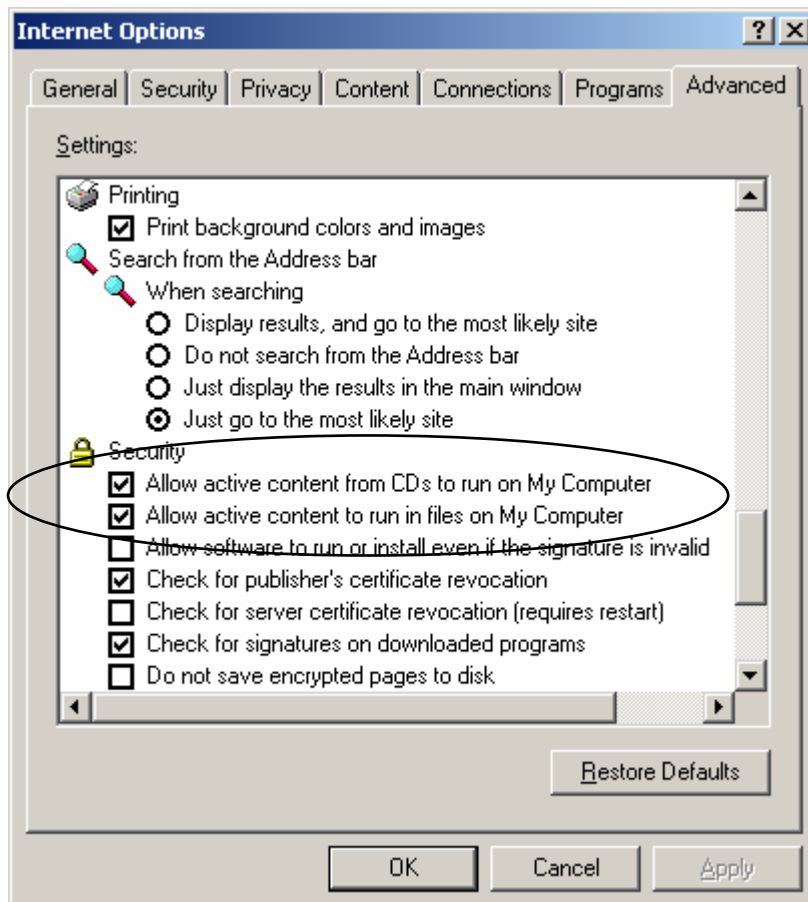 Internet Options
General Security Privacy Content Connections Programs Advanced
Settings:
Printing
Print background colors and images
Search from the Address bar
When searching
Display results, and go to the most likely site
Do not search from the Address bar
Just display the results in the main window
Just go to the most likely site
Security
Allow active content from CDs to run on My Computer
Allow active content to run in files on My Computer
Allow software to run or install even if the signature is invalid
Check for publisher's certificate revocation
Check for server certificate revocation (requires restart)
Check for signatures on downloaded programs
Do not save encrypted pages to disk
Restore Defaults
OK Cancel Apply